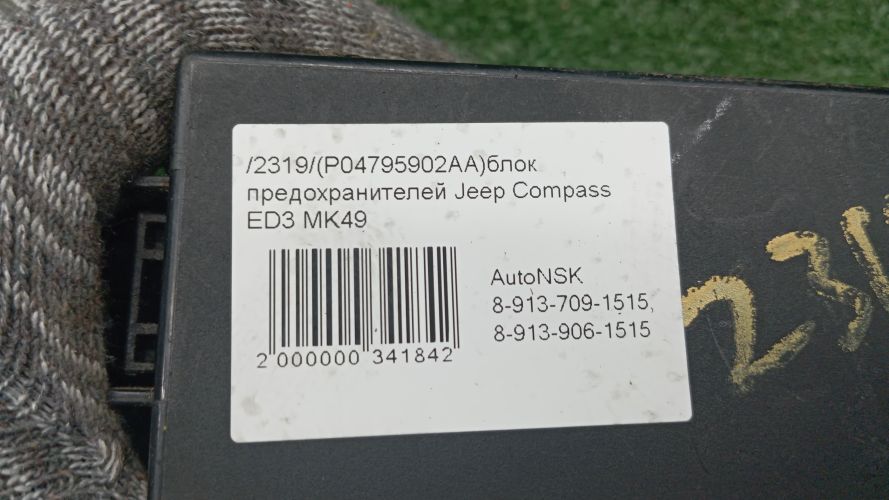 /2319/(P04795902AA)блок
предохранителей Jeep Compass
ED3 MK49
AutoNSK
8-913-709-1515,
8-913-906-1515
2 000000 341842